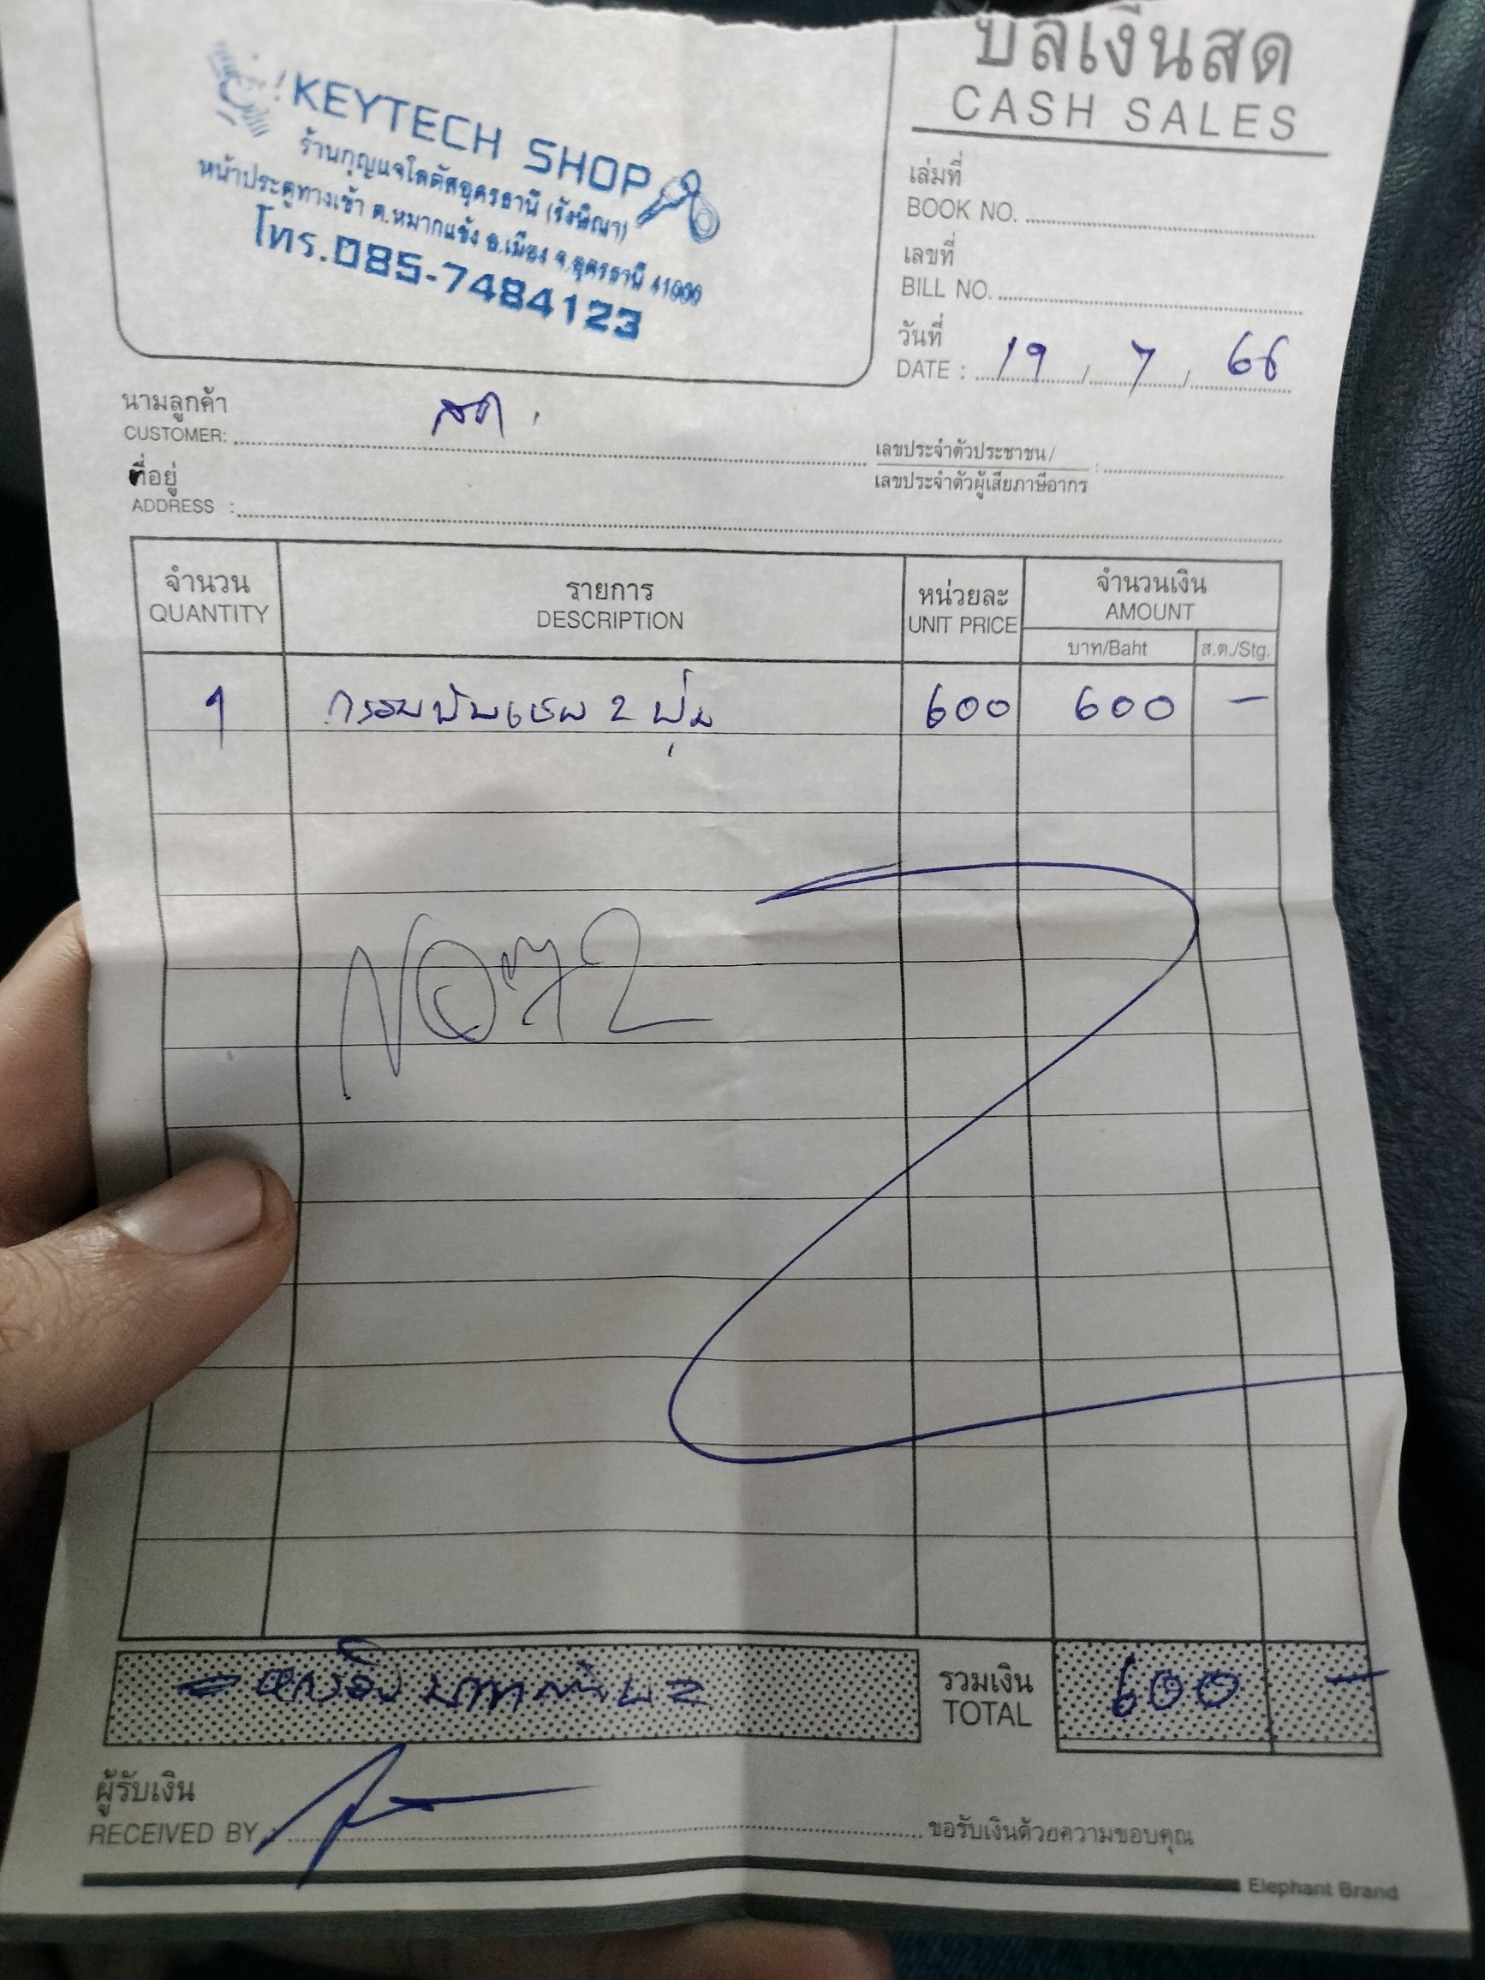 บิลเงินสด
CASH SALES
KEYTECH SHOP
ร้านกุญแจโลตัสอุดรธานี (รังษิณา)
หน้าประตูทางเข้า ต.หมากแข้ง อ.เมือง จ.อุดรธานี 41000
โทร.085-7484123
เล่มที่
BOOK NO.
เลขที่
BILL NO.
วันที่
DATE : 19 / 7 / 66
นามลูกค้า
CUSTOMER: สด
เลขประจำตัวประชาชน/
เลขประจำตัวผู้เสียภาษีอากร
ที่อยู่
ADDRESS :
จำนวน รายการ หน่วยละ จำนวนเงิน
QUANTITY DESCRIPTION UNIT PRICE AMOUNT
บาท/Baht ส.ต./Stg.
1 กรอบพับ 2 ปุ่ม 600 600 -
= หกร้อยบาทถ้วน = รวมเงิน 600 -
TOTAL
ผู้รับเงิน
RECEIVED BY : ขอรับเงินด้วยความขอบคุณ
Elephant Brand